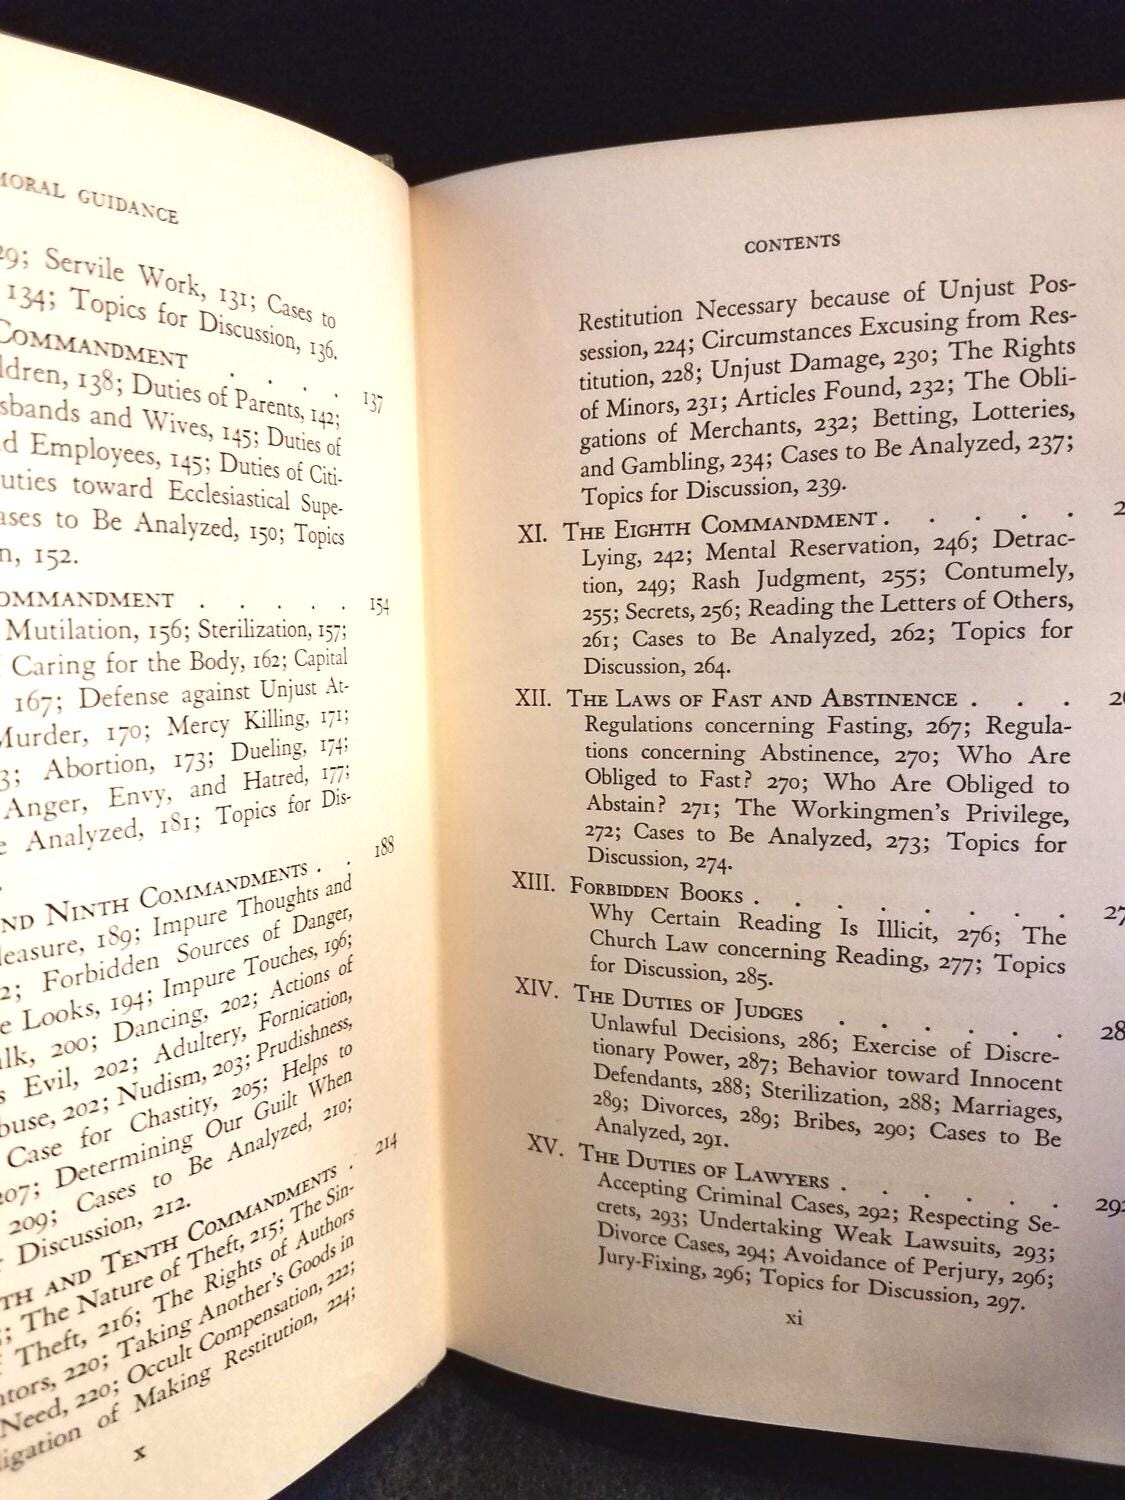 MORAL GUIDANCE
29; Servile Work, 131; Cases to
134; Topics for Discussion, 136.
COMMANDMENT . . . . 137
138; Duties of Parents, 142;
and Wives, 145; Duties of
Employees, 145; Duties of Citi-
toward Ecclesiastical Supe-
to Be Analyzed, 150; Topics
152.
COMMANDMENT . . . . . 154
Mutilation, 156; Sterilization, 157;
Caring for the Body, 162; Capital
167; Defense against Unjust At-
Murder, 170; Mercy Killing, 171;
Abortion, 173; Dueling, 174;
Anger, Envy, and Hatred, 177;
Analyzed, 181; Topics for Dis-
AND NINTH COMMANDMENTS . . 188
189; Impure Thoughts and
Forbidden Sources of Danger,
Looks, 194; Impure Touches, 196;
200; Dancing, 202; Actions of
Evil, 202; Adultery, Fornication,
202; Nudism, 203; Prudishness,
Case for Chastity, 205; Helps to
207; Determining Our Guilt When
209; Cases to Be Analyzed, 210;
Discussion, 212.
AND TENTH COMMANDMENTS . 214
The Nature of Theft, 215; The Sin-
Theft, 216; The Rights of Authors
220; Taking Another's Goods in
Need, 220; Occult Compensation, 222;
of Making Restitution, 224;
x
CONTENTS
Restitution Necessary because of Unjust Pos-
session, 224; Circumstances Excusing from Res-
titution, 228; Unjust Damage, 230; The Rights
of Minors, 231; Articles Found, 232; The Obli-
gations of Merchants, 232; Betting, Lotteries,
and Gambling, 234; Cases to Be Analyzed, 237;
Topics for Discussion, 239.
XI. THE EIGHTH COMMANDMENT . . . . .
Lying, 242; Mental Reservation, 246; Detrac-
tion, 249; Rash Judgment, 255; Contumely,
255; Secrets, 256; Reading the Letters of Others,
261; Cases to Be Analyzed, 262; Topics for
Discussion, 264.
XII. THE LAWS OF FAST AND ABSTINENCE . . .
Regulations concerning Fasting, 267; Regula-
tions concerning Abstinence, 270; Who Are
Obliged to Fast? 270; Who Are Obliged to
Abstain? 271; The Workingmen's Privilege,
272; Cases to Be Analyzed, 273; Topics for
Discussion, 274.
XIII. FORBIDDEN BOOKS . . . . . . . .
Why Certain Reading Is Illicit, 276; The
Church Law concerning Reading, 277; Topics
for Discussion, 285.
XIV. THE DUTIES OF JUDGES . . . . . .
Unlawful Decisions, 286; Exercise of Discre-
tionary Power, 287; Behavior toward Innocent
Defendants, 288; Sterilization, 288; Marriages,
289; Divorces, 289; Bribes, 290; Cases to Be
Analyzed, 291.
XV. THE DUTIES OF LAWYERS . . . . . . 292
Accepting Criminal Cases, 292; Respecting Se-
crets, 293; Undertaking Weak Lawsuits, 293;
Divorce Cases, 294; Avoidance of Perjury, 296;
Jury-Fixing, 296; Topics for Discussion, 297.
xi